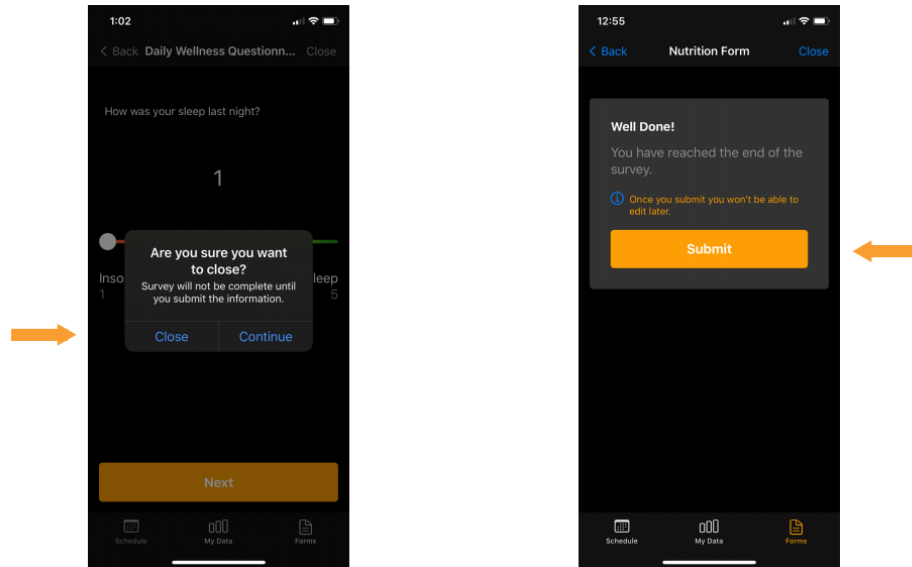 1:02
< Back Daily Wellness Questionn... Close
How was your sleep last night?
1
Inso
leep
1
5
Are you sure you want
to close?
Survey will not be complete until
you submit the information.
Close Continue
Next
Schedule My Data Forms
12:55
< Back Nutrition Form Close
Well Done!
You have reached the end of the
survey.
Once you submit you won't be able to
edit later.
Submit
Schedule My Data Forms